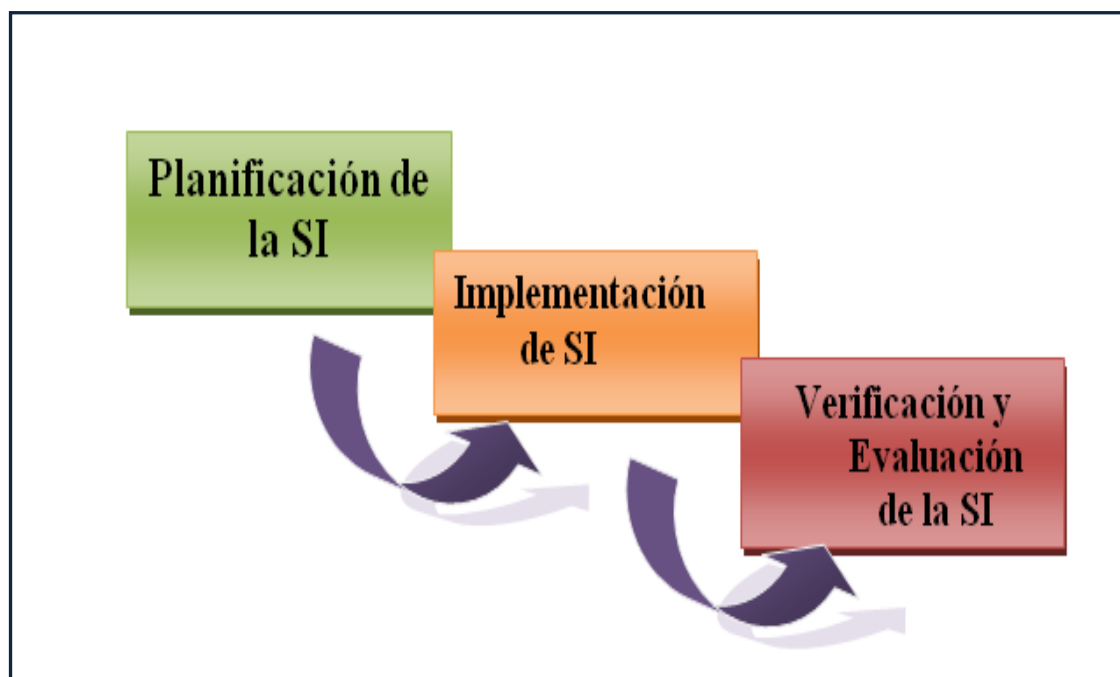 Planificación de
la SI
Implementación
de SI
Verificación y
Evaluación
de la SI